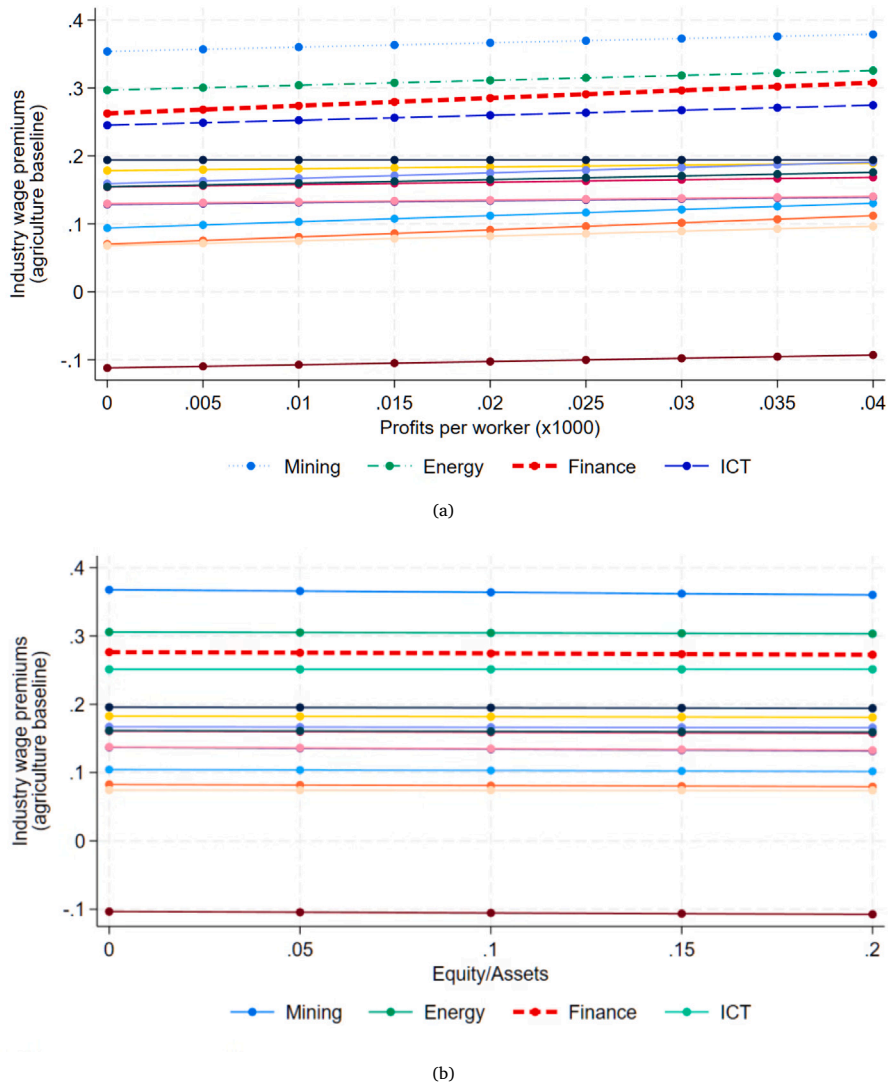 .4
.3
.2
.1
0
-.1
Industry wage premiums
(agriculture baseline)
0 .005 .01 .015 .02 .025 .03 .035 .04
Profits per worker (x1000)
Mining Energy Finance ICT
(a)
.4
.3
.2
.1
0
-.1
Industry wage premiums
(agriculture baseline)
0 .05 .1 .15 .2
Equity/Assets
Mining Energy Finance ICT
(b)